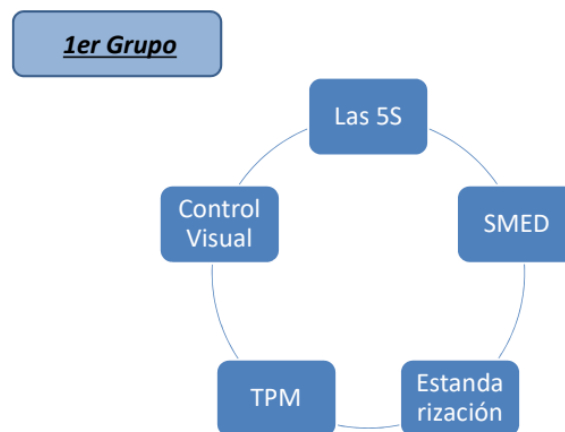 1er Grupo
Las 5S
SMED
Estanda
rización
TPM
Control
Visual